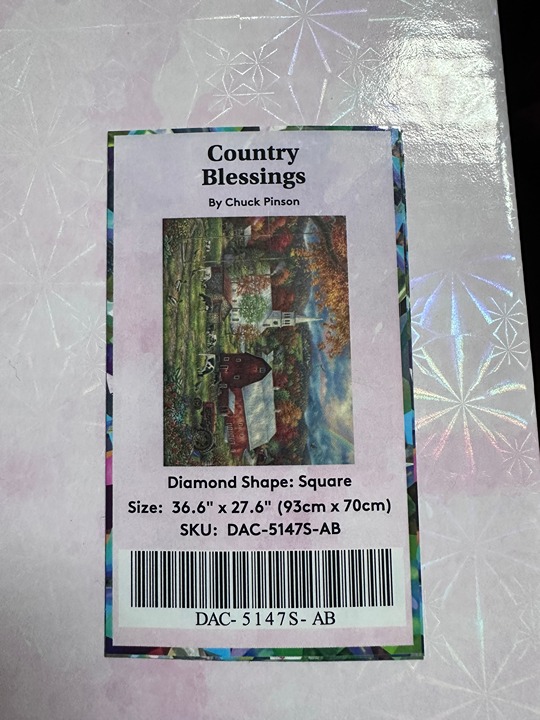 Country
Blessings
By Chuck Pinson
Diamond Shape: Square
Size: 36.6" x 27.6" (93cm x 70cm)
SKU: DAC-5147S-AB
DAC- 5147S- AB